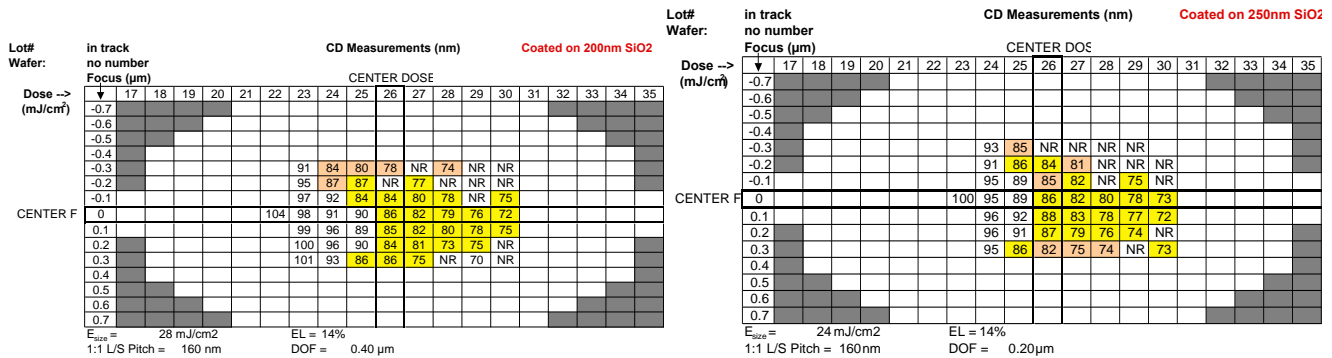 Lot# in track CD Measurements (nm) Coated on 200nm SiO2
Wafer: no number
Focus (µm) CENTER DOSE
Dose --> 17 18 19 20 21 22 23 24 25 26 27 28 29 30 31 32 33 34 35
(mJ/cm²) -0.7
-0.6
-0.5
-0.4
-0.3 91 84 80 78 NR 74 NR NR
-0.2 95 87 87 NR 77 NR NR NR
-0.1 97 92 84 84 80 78 NR 75
CENTER F 0 104 98 91 90 86 82 79 76 72
0.1 99 96 89 85 82 80 78 75
0.2 100 96 90 84 81 73 75 NR
0.3 101 93 86 86 75 NR 70 NR
0.4
0.5
0.6
0.7
Esize = 28 mJ/cm2 EL = 14%
1:1 L/S Pitch = 160 nm DOF = 0.40 µm
Lot# in track CD Measurements (nm) Coated on 250nm SiO2
Wafer: no number
Focus (µm) CENTER DOS
Dose --> 17 18 19 20 21 22 23 24 25 26 27 28 29 30 31 32 33 34 35
(mJ/cm²) -0.7
-0.6
-0.5
-0.4
-0.3 93 85 NR NR NR NR
-0.2 91 86 84 81 NR NR NR
-0.1 95 89 85 82 NR 75 NR
CENTER F 0 100 95 89 86 82 80 78 73
0.1 96 92 88 83 78 77 72
0.2 96 91 87 79 76 74 NR
0.3 95 86 82 75 74 NR 73
0.4
0.5
0.6
0.7
Esize = 24 mJ/cm2 EL = 14%
1:1 L/S Pitch = 160 nm DOF = 0.20 µm